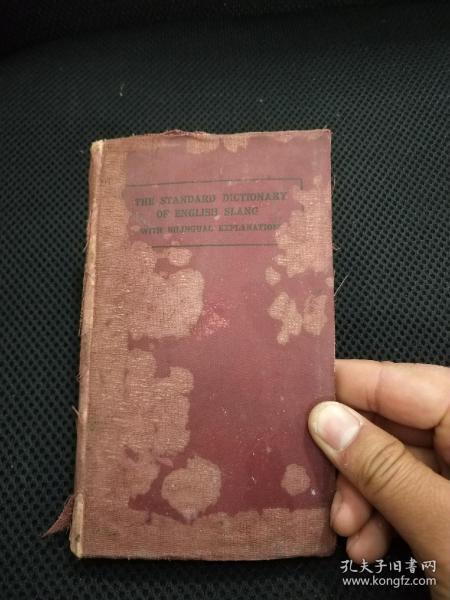 THE STANDARD DICTIONARY
OF ENGLISH SLANG
WITH BILINGUAL EXPLANATION
孔夫子旧书网
www.kongfz.com